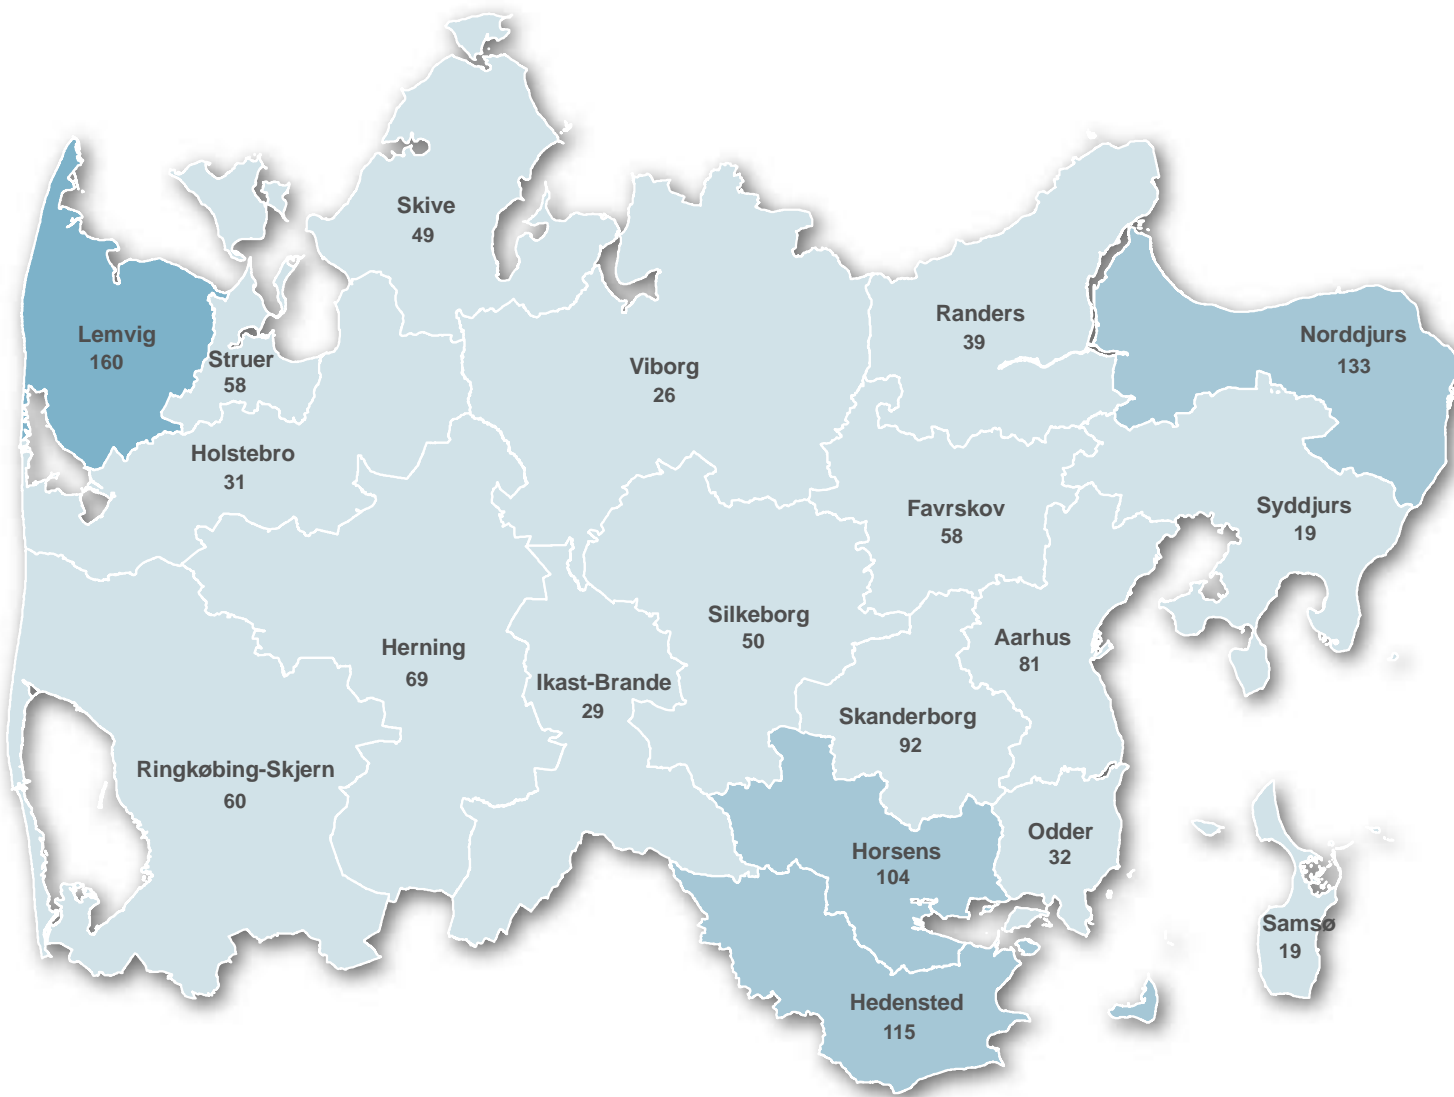 Skive
49
Lemvig
160
Struer
58
Randers
39
Norddjurs
133
Viborg
26
Holstebro
31
Favrskov
58
Syddjurs
19
Silkeborg
50
Aarhus
81
Herning
69
Ikast-Brande
29
Skanderborg
92
Ringkøbing-Skjern
60
Horsens
104
Odder
32
Samsø
19
Hedensted
115